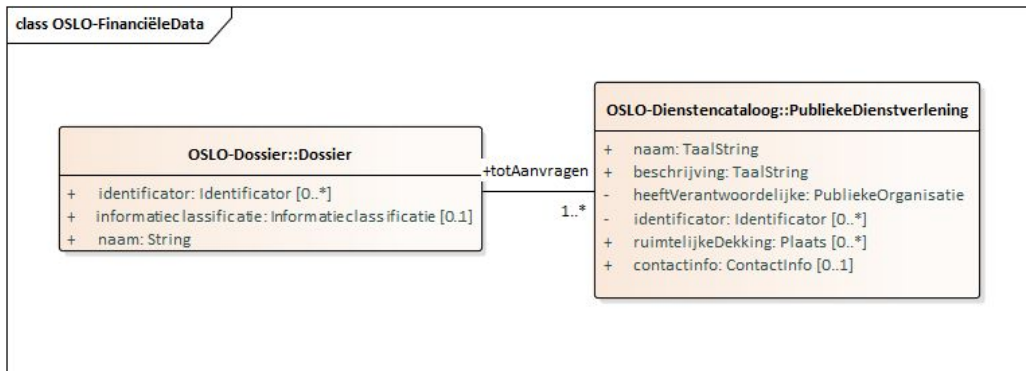 class OSLO-FinanciëleData
OSLO-Dossier::Dossier
+ identificator: Identificator [0..*]
+ informatieclassificatie: Informatieclassificatie [0.1]
+ naam: String
+totAanvragen
1..*
OSLO-Dienstencataloog::PubliekeDienstverlening
+ naam: TaalString
+ beschrijving: TaalString
- heeftVerantwoordelijke: PubliekeOrganisatie
- identificator: Identificator [0..*]
+ ruimtelijkeDekking: Plaats [0..*]
+ contactinfo: ContactInfo [0..1]